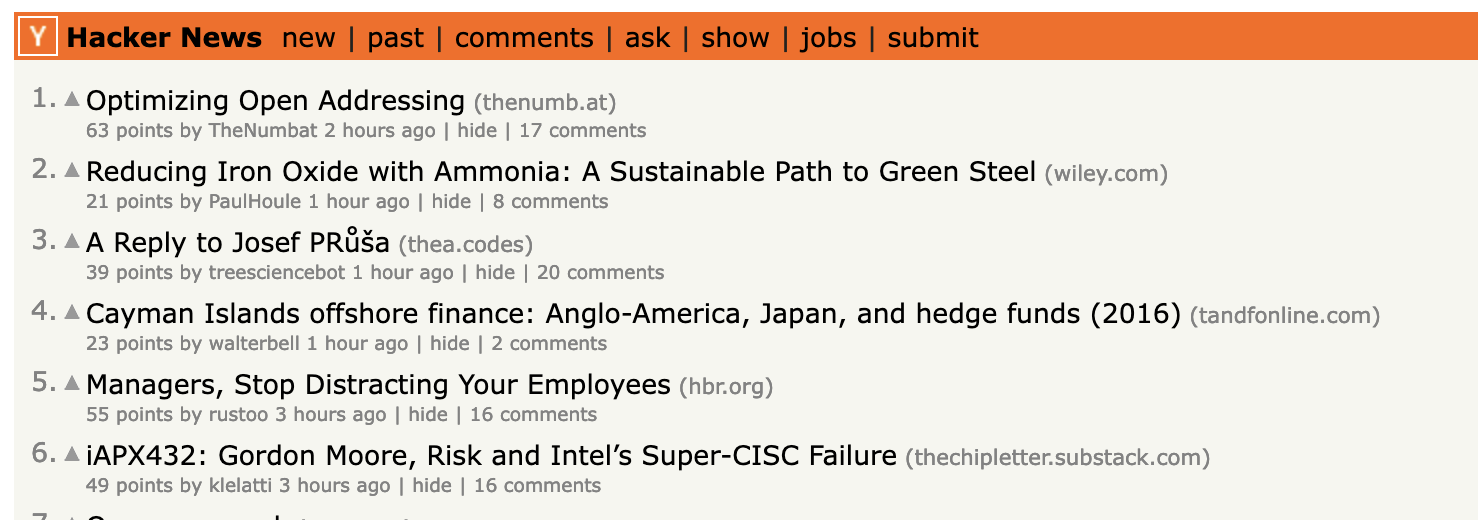 Y Hacker News new | past | comments | ask | show | jobs | submit
1. ▲ Optimizing Open Addressing (thenumb.at)
63 points by TheNumbat 2 hours ago | hide | 17 comments
2. ▲ Reducing Iron Oxide with Ammonia: A Sustainable Path to Green Steel (wiley.com)
21 points by PaulHoule 1 hour ago | hide | 8 comments
3. ▲ A Reply to Josef PRůša (thea.codes)
39 points by treesciencebot 1 hour ago | hide | 20 comments
4. ▲ Cayman Islands offshore finance: Anglo-America, Japan, and hedge funds (2016) (tandfonline.com)
23 points by walterbell 1 hour ago | hide | 2 comments
5. ▲ Managers, Stop Distracting Your Employees (hbr.org)
55 points by rustoo 3 hours ago | hide | 16 comments
6. ▲ iAPX432: Gordon Moore, Risk and Intel’s Super-CISC Failure (thechipletter.substack.com)
49 points by klelatti 3 hours ago | hide | 16 comments